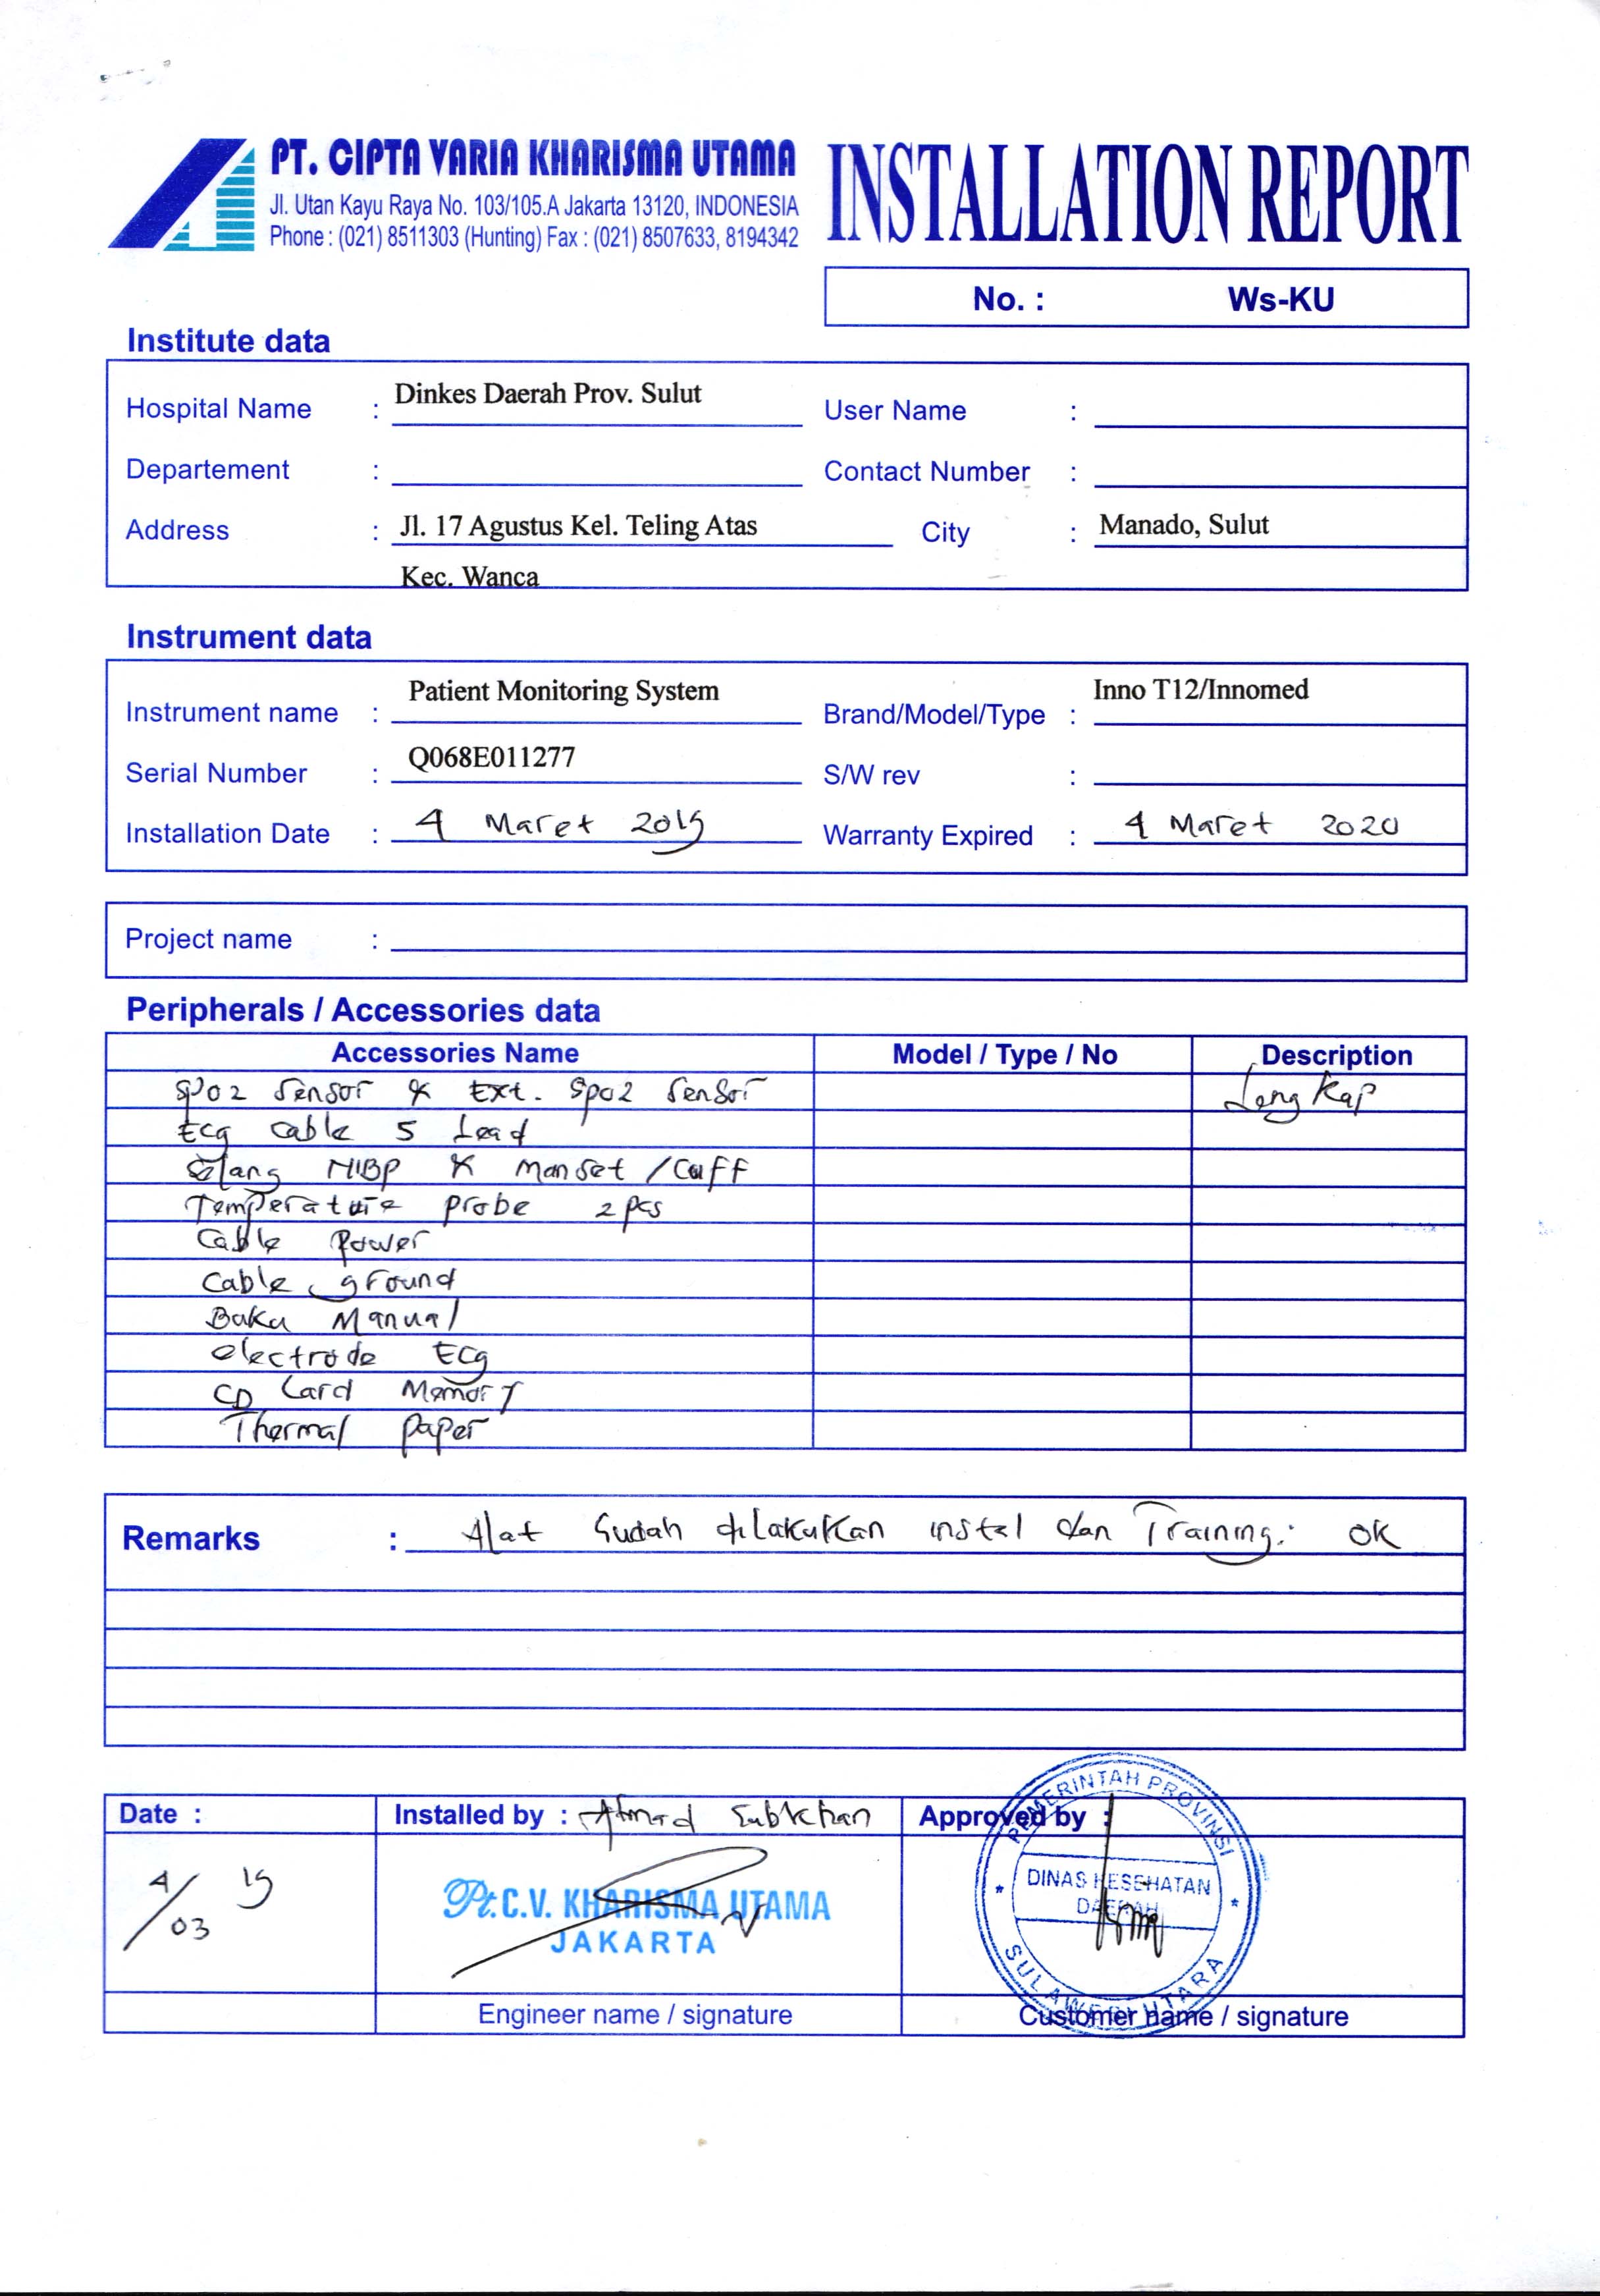 PT. CIPTA VARIA KHARISMA UTAMA
Jl. Utan Kayu Raya No. 103/105.A Jakarta 13120, INDONESIA
Phone : (021) 8511303 (Hunting) Fax : (021) 8507633, 8194342
INSTALLATION REPORT
No. : Ws-KU
Institute data
Hospital Name : Dinkes Daerah Prov. Sulut User Name :
Departement : Contact Number :
Address : Jl. 17 Agustus Kel. Teling Atas City : Manado, Sulut
Kec. Wanca
Instrument data
Instrument name : Patient Monitoring System Brand/Model/Type : Inno T12/Innomed
Serial Number : Q068E011277 S/W rev :
Installation Date : 4 Maret 2019 Warranty Expired : 4 Maret 2020
Project name :
Peripherals / Accessories data
Accessories Name Model / Type / No Description
SPO2 Sensor & Ext. Spo2 Sensor Lengkap
Ecg Cable 5 Lead
Selang NIBP & Manset / Cuff
Temperature probe 2 pcs
Cable Power
Cable ground
Buku Manual
electrode Ecg
CD Card Memory
Thermal paper
Remarks : Alat Sudah dilakukan instal dan Training. OK
Date : Installed by : Ahmad Subkhan Approved by :
4/03 19
Pt. C.V. KHARISMA UTAMA
JAKARTA
PEMERINTAH PROVINSI
DINAS KESEHATAN
DAERAH
SULAWESI UTARA
Engineer name / signature Customer name / signature